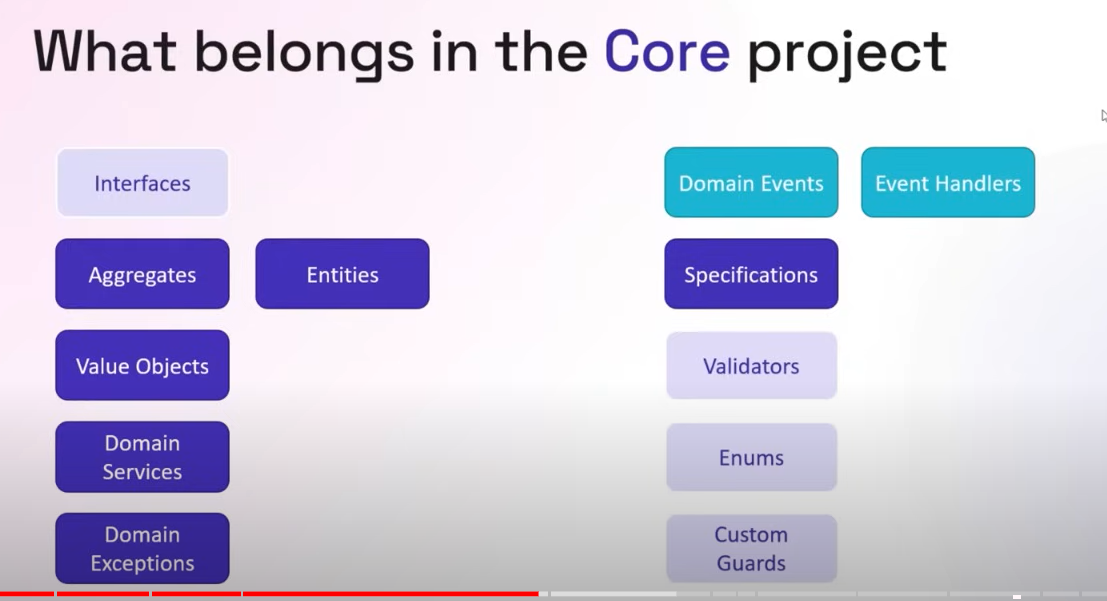 What belongs in the Core project
Interfaces
Domain Events
Event Handlers
Aggregates
Entities
Specifications
Value Objects
Validators
Domain
Services
Enums
Domain
Exceptions
Custom
Guards